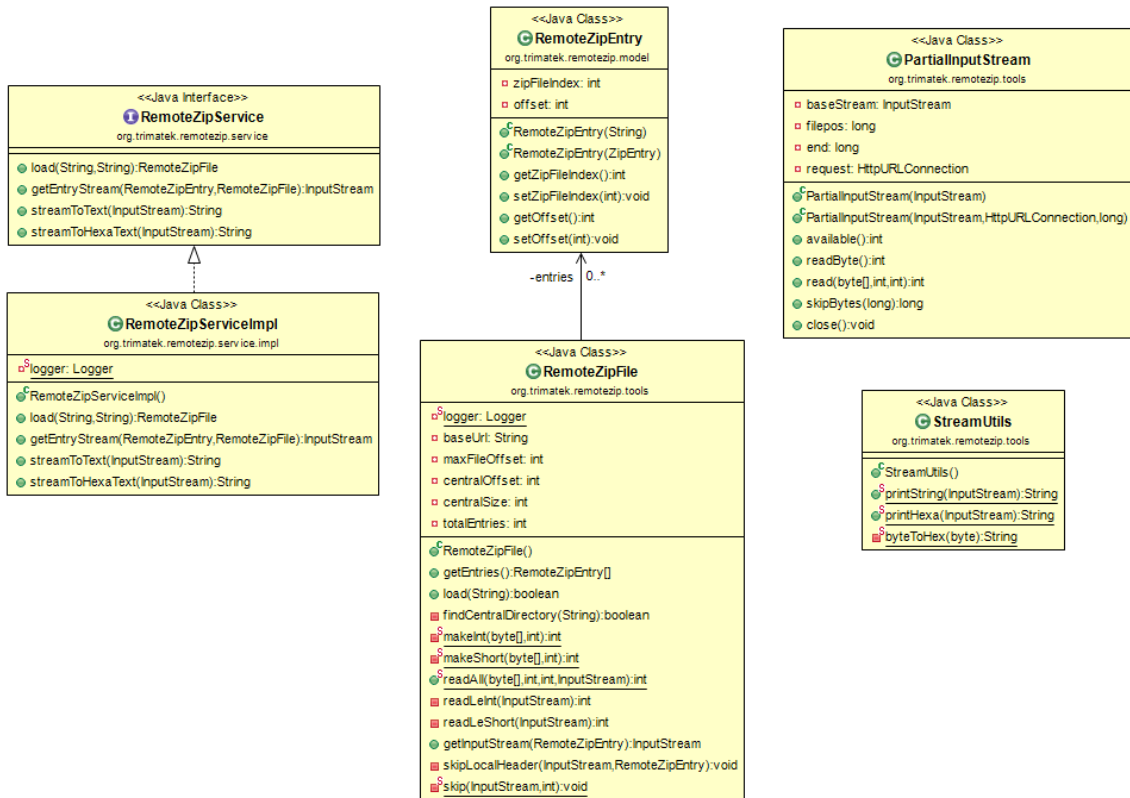 <<Java Interface>>
RemoteZipService
org.trimatek.remotezip.service
load(String,String):RemoteZipFile
getEntryStream(RemoteZipEntry,RemoteZipFile):InputStream
streamToText(InputStream):String
streamToHexaText(InputStream):String
<<Java Class>>
RemoteZipServiceImpl
org.trimatek.remotezip.service.impl
logger: Logger
RemoteZipServiceImpl()
load(String,String):RemoteZipFile
getEntryStream(RemoteZipEntry,RemoteZipFile):InputStream
streamToText(InputStream):String
streamToHexaText(InputStream):String
<<Java Class>>
RemoteZipEntry
org.trimatek.remotezip.model
zipFileIndex: int
offset: int
RemoteZipEntry(String)
RemoteZipEntry(ZipEntry)
getZipFileIndex():int
setZipFileIndex(int):void
getOffset():int
setOffset(int):void
-entries 0..*
<<Java Class>>
RemoteZipFile
org.trimatek.remotezip.tools
logger: Logger
baseUrl: String
maxFileOffset: int
centralOffset: int
centralSize: int
totalEntries: int
RemoteZipFile()
getEntries():RemoteZipEntry[]
load(String):boolean
findCentralDirectory(String):boolean
makeInt(byte[],int):int
makeShort(byte[],int):int
readAll(byte[],int,int,InputStream):int
readLeInt(InputStream):int
readLeShort(InputStream):int
getInputStream(RemoteZipEntry):InputStream
skipLocalHeader(InputStream,RemoteZipEntry):void
skip(InputStream,int):void
<<Java Class>>
PartialInputStream
org.trimatek.remotezip.tools
baseStream: InputStream
filepos: long
end: long
request: HttpURLConnection
PartialInputStream(InputStream)
PartialInputStream(InputStream,HttpURLConnection,long)
available():int
readByte():int
read(byte[],int,int):int
skipBytes(long):long
close():void
<<Java Class>>
StreamUtils
org.trimatek.remotezip.tools
StreamUtils()
printString(InputStream):String
printHexa(InputStream):String
byteToHex(byte):String